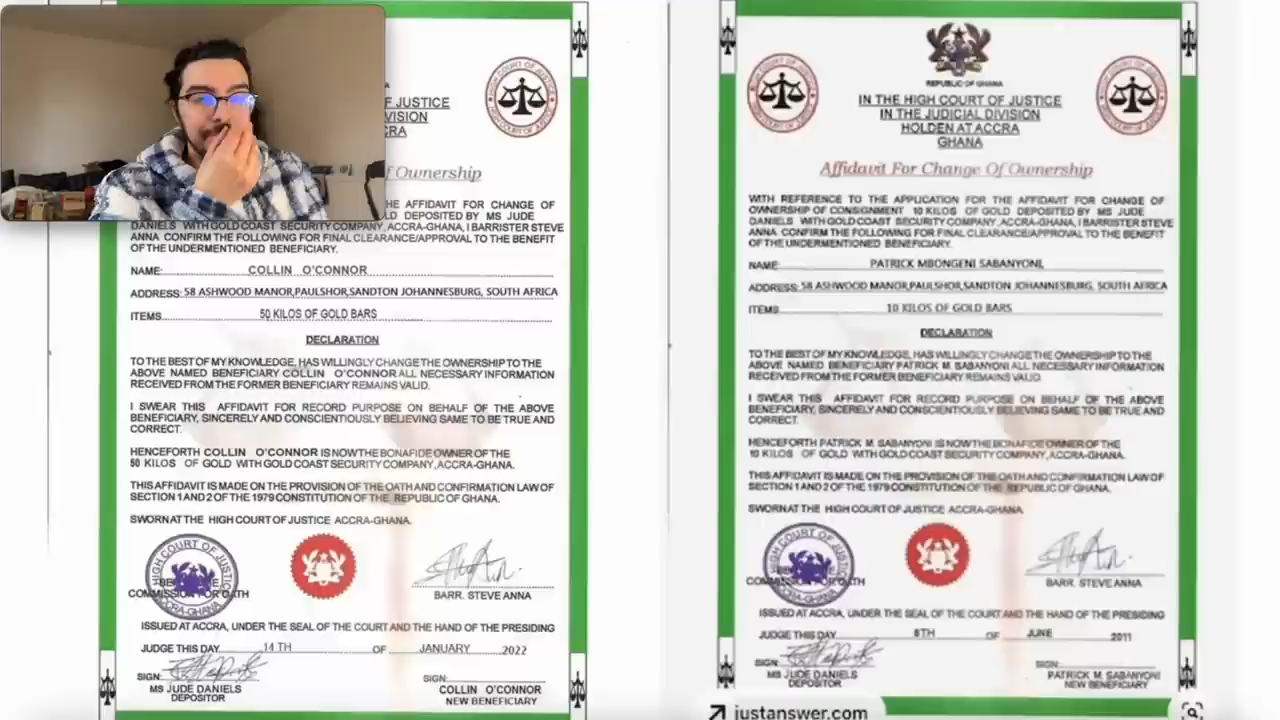 F JUSTICE
VISION
CRA
f Ownership
HE AFFIDAVIT FOR CHANGE OF
LD DEPOSITED BY MS JUDE
DANIELS WITH GOLD COAST SECURITY COMPANY, ACCRA-GHANA, I BARRISTER STEVE
ANNA CONFIRM THE FOLLOWING FOR FINAL CLEARANCE/APPROVAL TO THE BENEFIT
OF THE UNDERMENTIONED BENEFICIARY.
NAME: COLLIN O'CONNOR
ADDRESS: 58 ASHWOOD MANOR,PAULSHOR,SANDTON JOHANNESBURG, SOUTH AFRICA
ITEMS 50 KILOS OF GOLD BARS
DECLARATION
TO THE BEST OF MY KNOWLEDGE, HAS WILLINGLY CHANGE THE OWNERSHIP TO THE
ABOVE NAMED BENEFICIARY COLLIN O'CONNOR ALL NECESSARY INFORMATION
RECEIVED FROM THE FORMER BENEFICIARY REMAINS VALID.
I SWEAR THIS AFFIDAVIT FOR RECORD PURPOSE ON BEHALF OF THE ABOVE
BENEFICIARY, SINCERELY AND CONSCIENTIOUSLY BELIEVING SAME TO BE TRUE AND
CORRECT.
HENCEFORTH COLLIN O'CONNOR IS NOW THE BONAFIDE OWNER OF THE
50 KILOS OF GOLD WITH GOLD COAST SECURITY COMPANY, ACCRA-GHANA.
THIS AFFIDAVIT IS MADE ON THE PROVISION OF THE OATH AND CONFIRMATION LAW OF
SECTION 1 AND 2 OF THE 1979 CONSTITUTION OF THE REPUBLIC OF GHANA.
SWORN AT THE HIGH COURT OF JUSTICE ACCRA-GHANA.
HIGH COURT OF JUSTICE
ACCRA-GHANA
COMMISSION FOR OATH
BARR. STEVE ANNA
ISSUED AT ACCRA, UNDER THE SEAL OF THE COURT AND THE HAND OF THE PRESIDING
JUDGE THIS DAY 14 TH OF JANUARY 2022
SIGN:
MS JUDE DANIELS
DEPOSITOR
SIGN:
COLLIN O'CONNOR
NEW BENEFICIARY
REPUBLIC OF GHANA
IN THE HIGH COURT OF JUSTICE
IN THE JUDICIAL DIVISION
HOLDEN AT ACCRA
GHANA
Affidavit For Change Of Ownership
WITH REFERENCE TO THE APPLICATION FOR THE AFFIDAVIT FOR CHANGE OF
OWNERSHIP OF CONSIGNMENT 10 KILOS OF GOLD DEPOSITED BY MS JUDE
DANIELS WITH GOLD COAST SECURITY COMPANY, ACCRA-GHANA, I BARRISTER STEVE
ANNA CONFIRM THE FOLLOWING FOR FINAL CLEARANCE/APPROVAL TO THE BENEFIT
OF THE UNDERMENTIONED BENEFICIARY.
NAME: PATRICK MBONGENI SABANYONI,
ADDRESS: 58 ASHWOOD MANOR,PAULSHOR,SANDTON JOHANNESBURG, SOUTH AFRICA
ITEMS 10 KILOS OF GOLD BARS
DECLARATION
TO THE BEST OF MY KNOWLEDGE, HAS WILLINGLY CHANGE THE OWNERSHIP TO THE
ABOVE NAMED BENEFICIARY PATRICK M. SABANYONI ALL NECESSARY INFORMATION
RECEIVED FROM THE FORMER BENEFICIARY REMAINS VALID.
I SWEAR THIS AFFIDAVIT FOR RECORD PURPOSE ON BEHALF OF THE ABOVE
BENEFICIARY, SINCERELY AND CONSCIENTIOUSLY BELIEVING SAME TO BE TRUE AND
CORRECT.
HENCEFORTH PATRICK M. SABANYONI IS NOW THE BONAFIDE OWNER OF THE
10 KILOS OF GOLD WITH GOLD COAST SECURITY COMPANY, ACCRA-GHANA.
THIS AFFIDAVIT IS MADE ON THE PROVISION OF THE OATH AND CONFIRMATION LAW OF
SECTION 1 AND 2 OF THE 1979 CONSTITUTION OF THE REPUBLIC OF GHANA.
SWORN AT THE HIGH COURT OF JUSTICE ACCRA-GHANA.
HIGH COURT OF JUSTICE
ACCRA-GHANA
COMMISSION FOR OATH
BARR. STEVE ANNA
ISSUED AT ACCRA, UNDER THE SEAL OF THE COURT AND THE HAND OF THE PRESIDING
JUDGE THIS DAY 8TH OF JUNE 2011
SIGN:
MS JUDE DANIELS
DEPOSITOR
SIGN:
PATRICK M. SABANYONI
NEW BENEFICIARY
justanswer.com